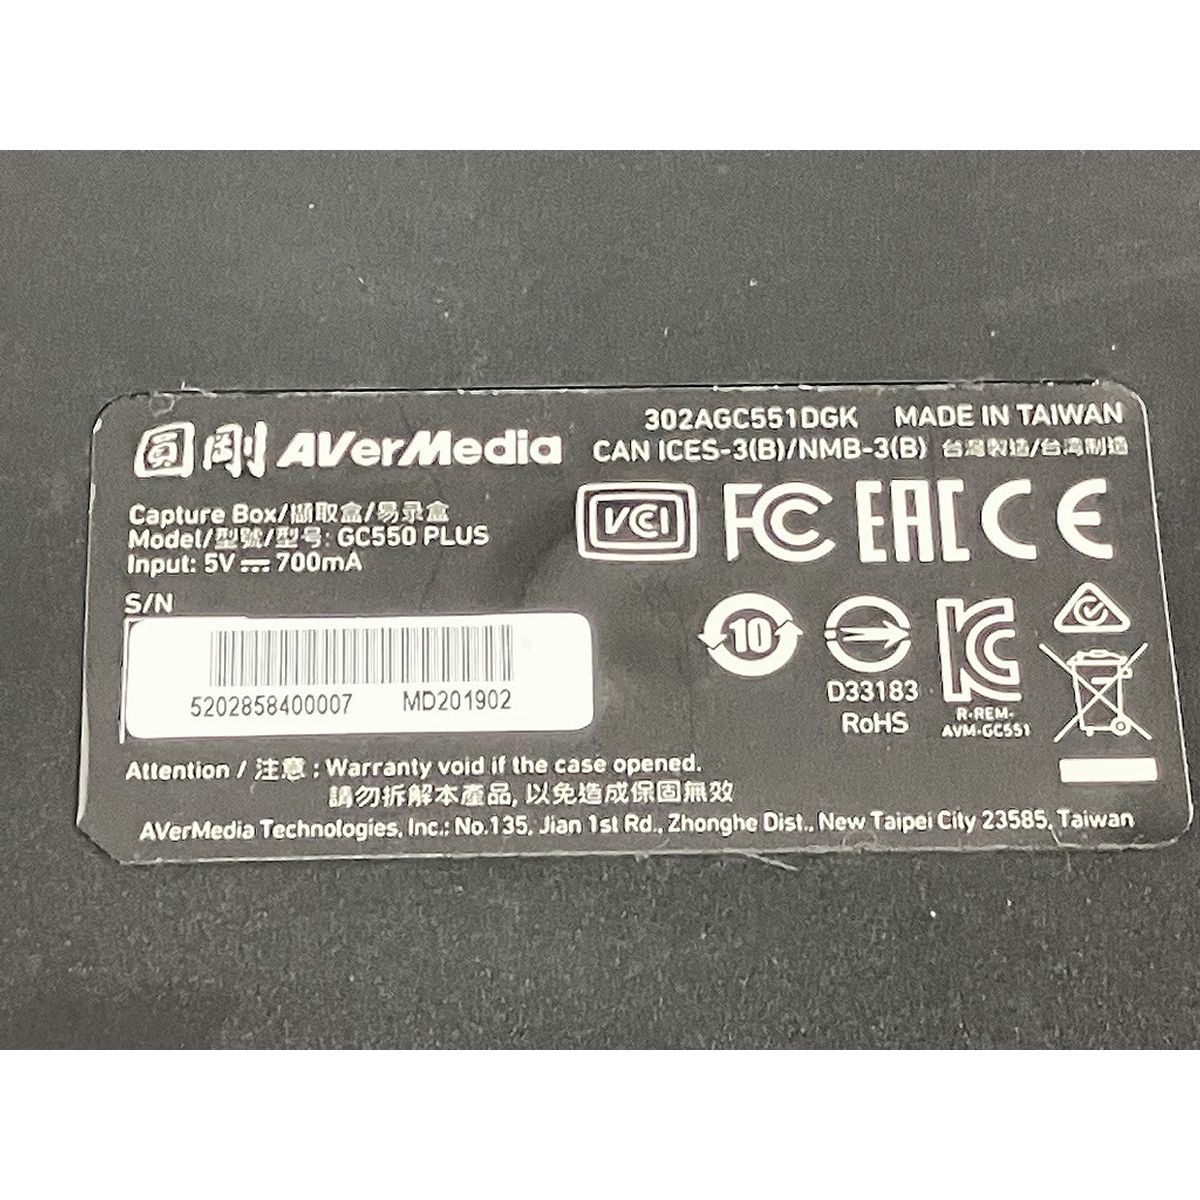 圓剛 AVerMedia
302AGC551DGK MADE IN TAIWAN
CAN ICES-3(B)/NMB-3(B) 台灣製造/台湾制造
Capture Box/擷取盒/易录盒
Model/型號/型号: GC550 PLUS
Input: 5V⎓700mA
VCCI FC EAC CE
S/N
5202858400007 MD201902
10
D33183
RoHS
R-REM-
AVM-GC551
Attention / 注意 : Warranty void if the case opened.
請勿拆解本產品, 以免造成保固無效
AVerMedia Technologies, Inc.: No.135, Jian 1st Rd., Zhonghe Dist., New Taipei City 23585, Taiwan